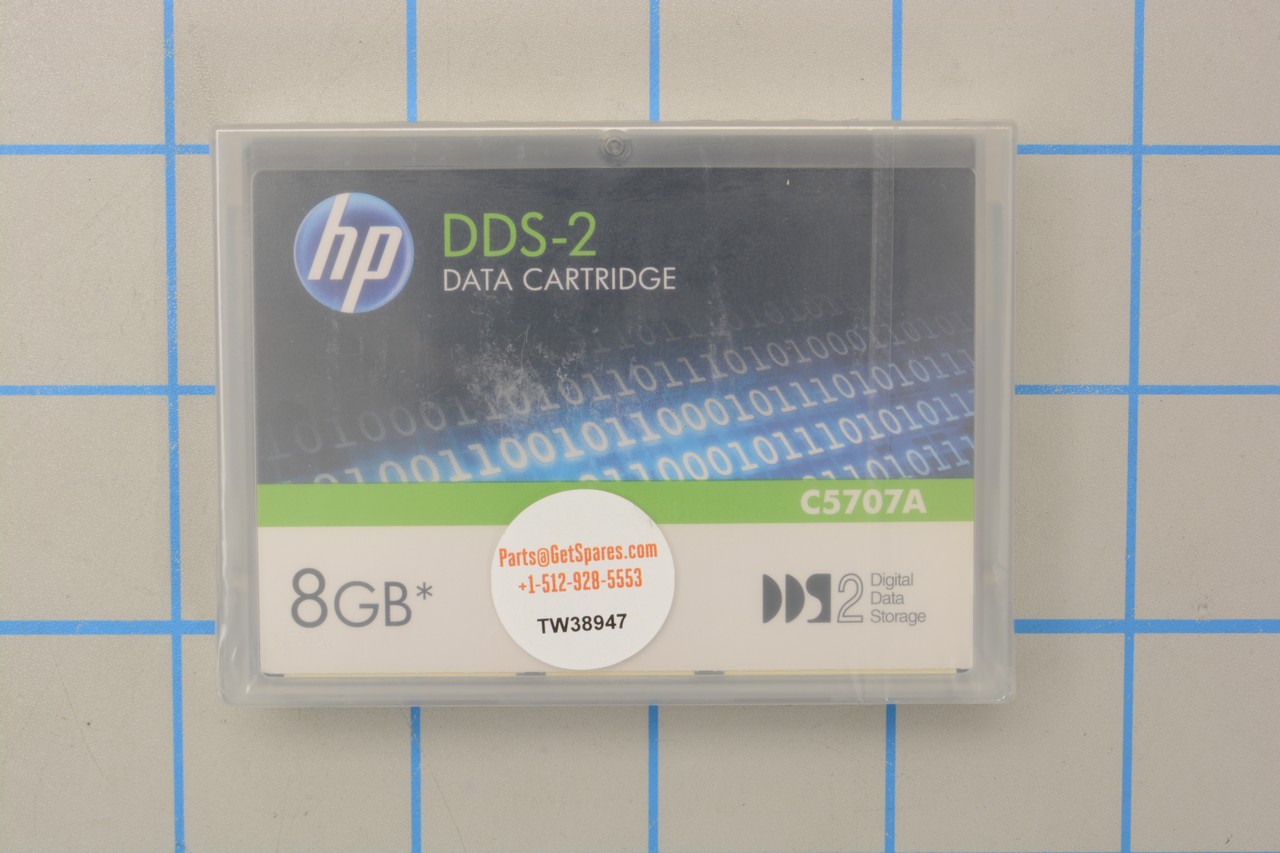 hp
DDS-2
DATA CARTRIDGE
C5707A
8GB*
Parts@GetSpares.com
+1-512-928-5553
TW38947
DDS2
Digital
Data
Storage